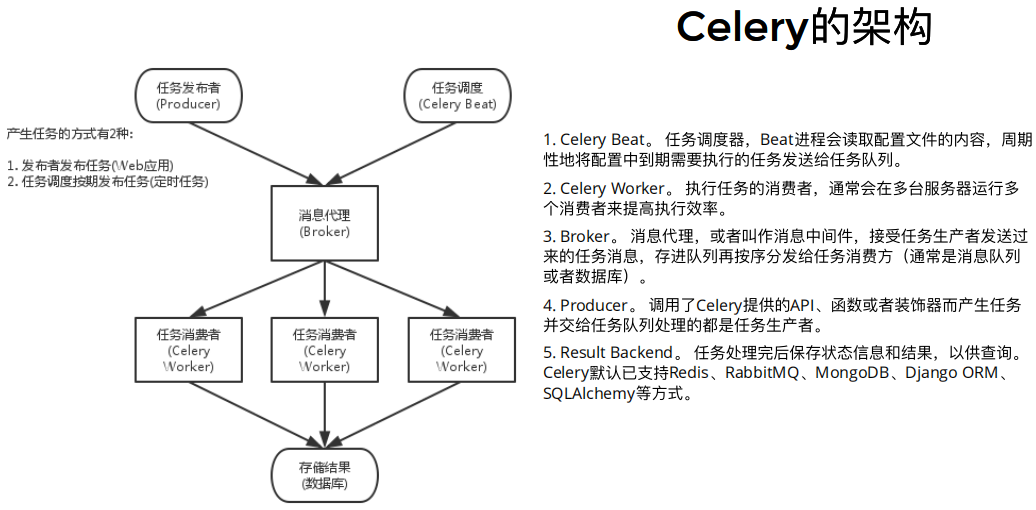 Celery的架构
任务发布者
(Producer)
任务调度
(Celery Beat)
产生任务的方式有2种：
1. 发布者发布任务(Web应用)
2. 任务调度按期发布任务(定时任务)
消息代理
(Broker)
任务消费者
(Celery
Worker)
任务消费者
(Celery
Worker)
任务消费者
(Celery
Worker)
存储结果
(数据库)
1. Celery Beat。 任务调度器，Beat进程会读取配置文件的内容，周期
性地将配置中到期需要执行的任务发送给任务队列。
2. Celery Worker。 执行任务的消费者，通常会在多台服务器运行多
个消费者来提高执行效率。
3. Broker。 消息代理，或者叫作消息中间件，接受任务生产者发送过
来的任务消息，存进队列再按序分发给任务消费方（通常是消息队列
或者数据库）。
4. Producer。 调用了Celery提供的API、函数或者装饰器而产生任务
并交给任务队列处理的都是任务生产者。
5. Result Backend。 任务处理完后保存状态信息和结果，以供查询。
Celery默认已支持Redis、RabbitMQ、MongoDB、Django ORM、
SQLAlchemy等方式。